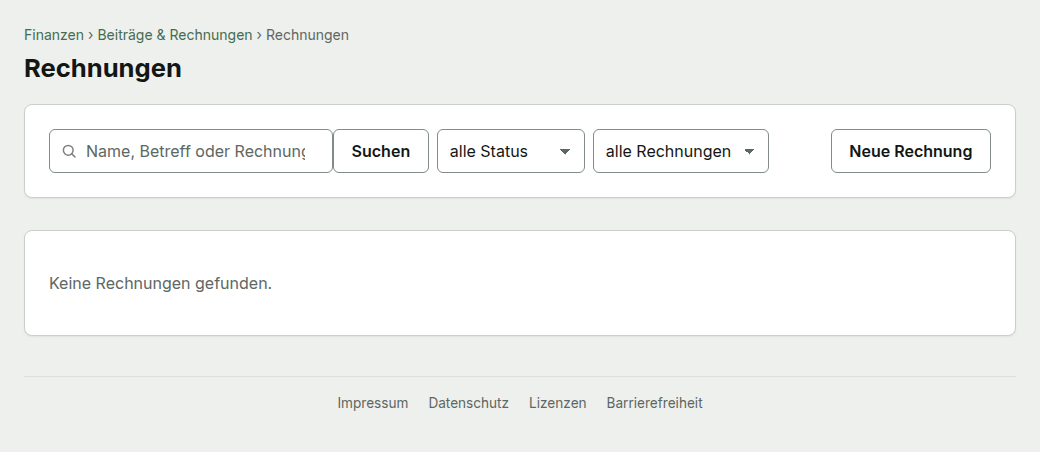 Finanzen › Beiträge & Rechnungen › Rechnungen
Rechnungen
Name, Betreff oder Rechnung Suchen alle Status alle Rechnungen Neue Rechnung
Keine Rechnungen gefunden.
Impressum Datenschutz Lizenzen Barrierefreiheit